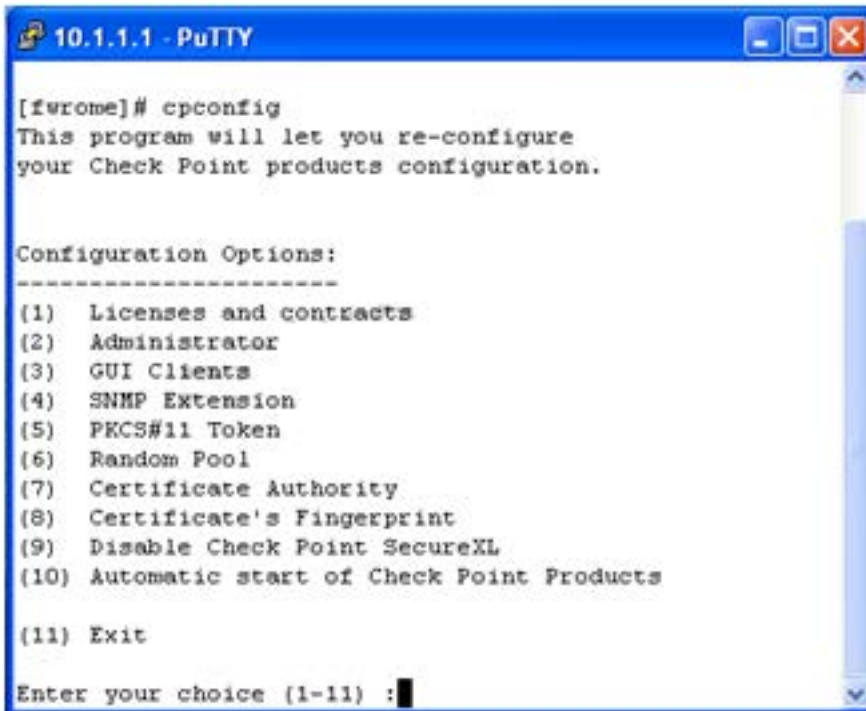 10.1.1.1 - PuTTY
[fwrome]# cpconfig
This program will let you re-configure
your Check Point products configuration.
Configuration Options:
----------------------
(1) Licenses and contracts
(2) Administrator
(3) GUI Clients
(4) SNMP Extension
(5) PKCS#11 Token
(6) Random Pool
(7) Certificate Authority
(8) Certificate's Fingerprint
(9) Disable Check Point SecureXL
(10) Automatic start of Check Point Products
(11) Exit
Enter your choice (1-11) :